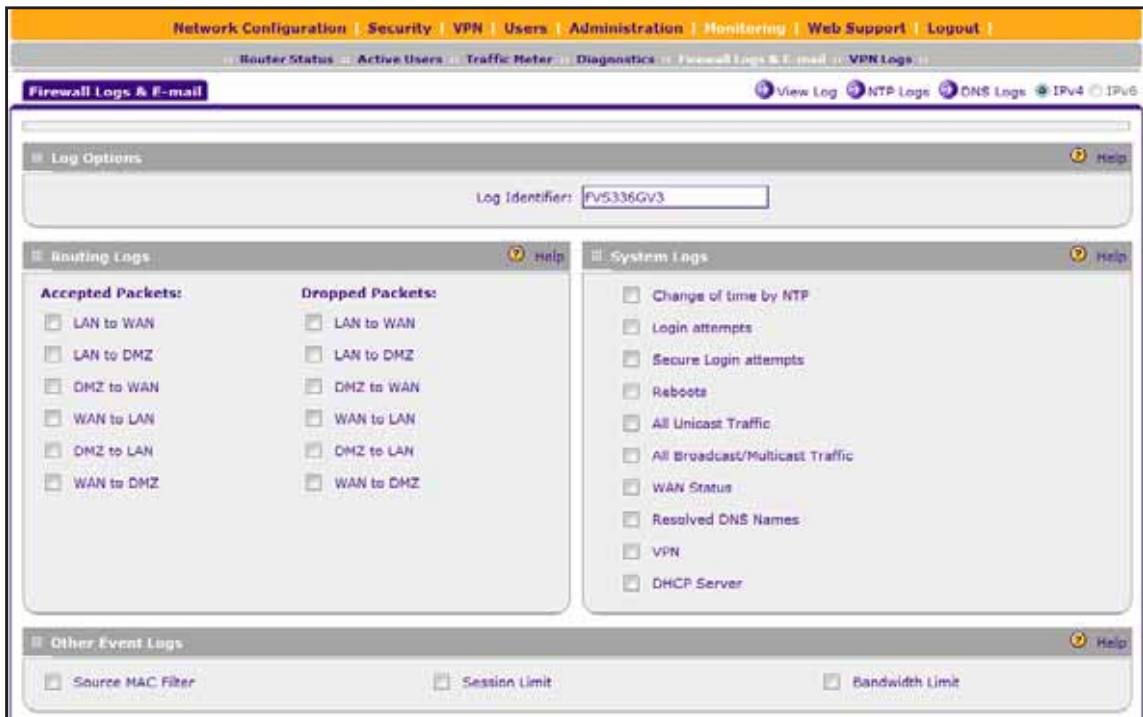 Network Configuration | Security | VPN | Users | Administration | Monitoring | Web Support | Logout |
:: Router Status :: Active Users :: Traffic Meter :: Diagnostics :: Firewall Logs & E-mail :: VPN Logs ::
Firewall Logs & E-mail
View Log NTP Logs DNS Logs IPv4 IPv6
Log Options
Help
Log Identifier: FVS336GV3
Routing Logs
Help
Accepted Packets:
LAN to WAN
LAN to DMZ
DMZ to WAN
WAN to LAN
DMZ to LAN
WAN to DMZ
Dropped Packets:
LAN to WAN
LAN to DMZ
DMZ to WAN
WAN to LAN
DMZ to LAN
WAN to DMZ
System Logs
Help
Change of time by NTP
Login attempts
Secure Login attempts
Reboots
All Unicast Traffic
All Broadcast/Multicast Traffic
WAN Status
Resolved DNS Names
VPN
DHCP Server
Other Event Logs
Help
Source MAC Filter
Session Limit
Bandwidth Limit